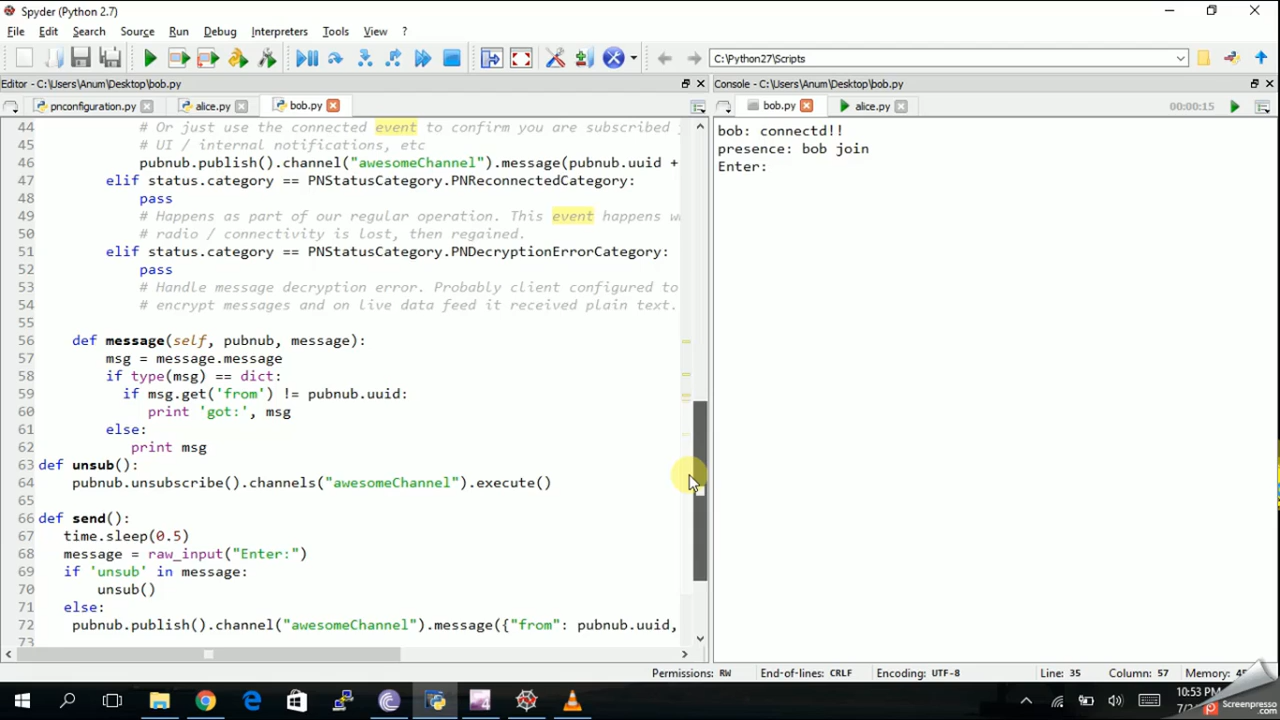 Spyder (Python 2.7)
File Edit Search Source Run Debug Interpreters Tools View ?
C:\Python27\Scripts
Editor - C:\Users\Anum\Desktop\bob.py
Console - C:\Users\Anum\Desktop\bob.py
pnconfiguration.py alice.py bob.py
bob.py alice.py 00:00:15
44 # Or just use the connected event to confirm you are subscribed
45 # UI / internal notifications, etc
46 pubnub.publish().channel("awesomeChannel").message(pubnub.uuid +
47 elif status.category == PNStatusCategory.PNReconnectedCategory:
48 pass
49 # Happens as part of our regular operation. This event happens w
50 # radio / connectivity is lost, then regained.
51 elif status.category == PNStatusCategory.PNDecryptionErrorCategory:
52 pass
53 # Handle message decryption error. Probably client configured to
54 # encrypt messages and on live data feed it received plain text.
55
56 def message(self, pubnub, message):
57 msg = message.message
58 if type(msg) == dict:
59 if msg.get('from') != pubnub.uuid:
60 print 'got:', msg
61 else:
62 print msg
63 def unsub():
64 pubnub.unsubscribe().channels("awesomeChannel").execute()
65
66 def send():
67 time.sleep(0.5)
68 message = raw_input("Enter:")
69 if 'unsub' in message:
70 unsub()
71 else:
72 pubnub.publish().channel("awesomeChannel").message({"from": pubnub.uuid,
73
bob: connectd!!
presence: bob join
Enter:
Permissions: RW End-of-lines: CRLF Encoding: UTF-8 Line: 35 Column: 57 Memory:
10:53 PM
Screenpresso
.com